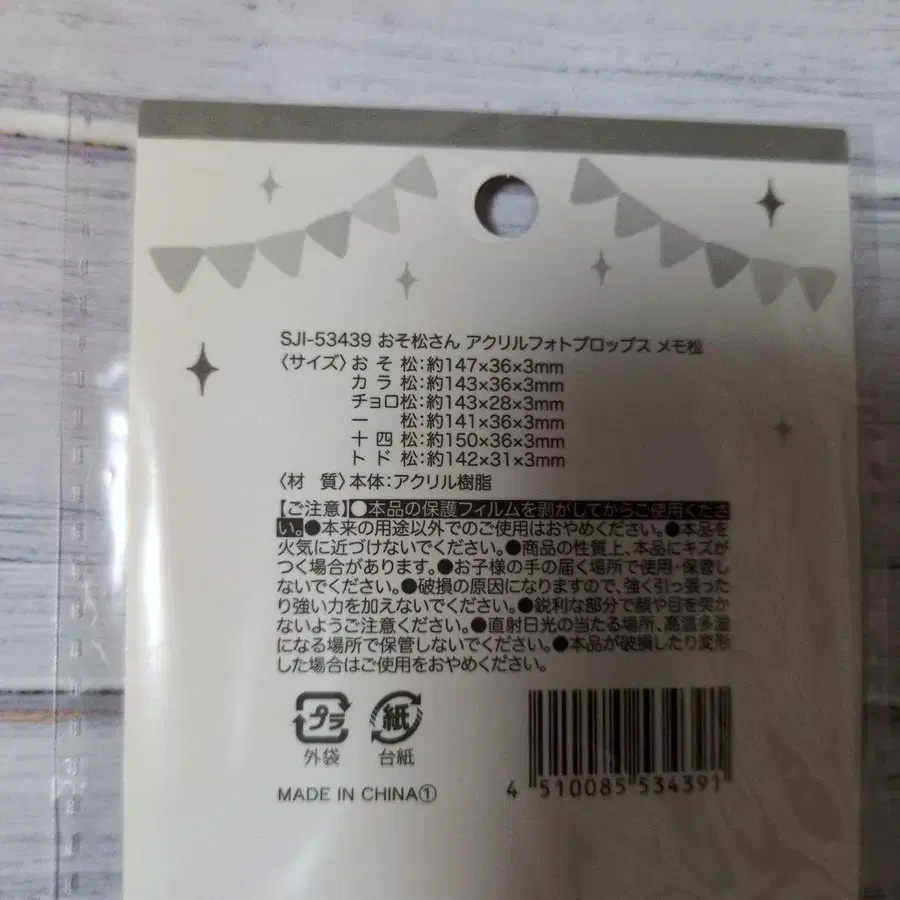 SJI-53439 おそ松さん アクリルフォトプロップス メモ松
〈サイズ〉おそ松:約147×36×3mm
カラ松:約143×36×3mm
チョロ松:約143×28×3mm
一松:約141×36×3mm
十四松:約150×36×3mm
トド松:約142×31×3mm
〈材 質〉本体:アクリル樹脂
【ご注意】●本品の保護フィルムを剥がしてからご使用くださ
い。●本来の用途以外でのご使用はおやめください。●本品を
火気に近づけないでください。●商品の性質上、本品にキズが
つく場合があります。●お子様の手の届く場所で使用・保管し
ないでください。●破損の原因になりますので、強く引っ張った
り強い力を加えないでください。●鋭利な部分で顔や目を突か
ないようご注意ください。●直射日光の当たる場所、高温多湿
になる場所で保管しないでください。●本品が破損したり変形
した場合はご使用をおやめください。
プラ 紙
外袋 台紙
MADE IN CHINA①
4 510085 534391